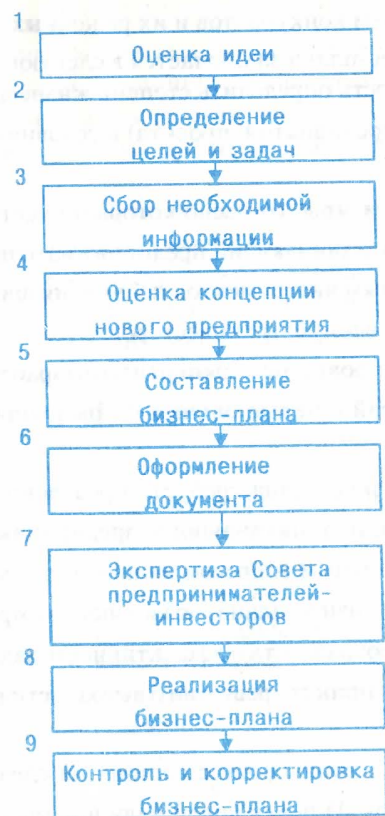 1
Оценка идеи
2
Определение
целей и задач
3
Сбор необходимой
информации
4
Оценка концепции
нового предприятия
5
Составление
бизнес-плана
6
Оформление
документа
7
Экспертиза Совета
предпринимателей-
инвесторов
8
Реализация
бизнес-плана
9
Контроль и корректировка
бизнес-плана